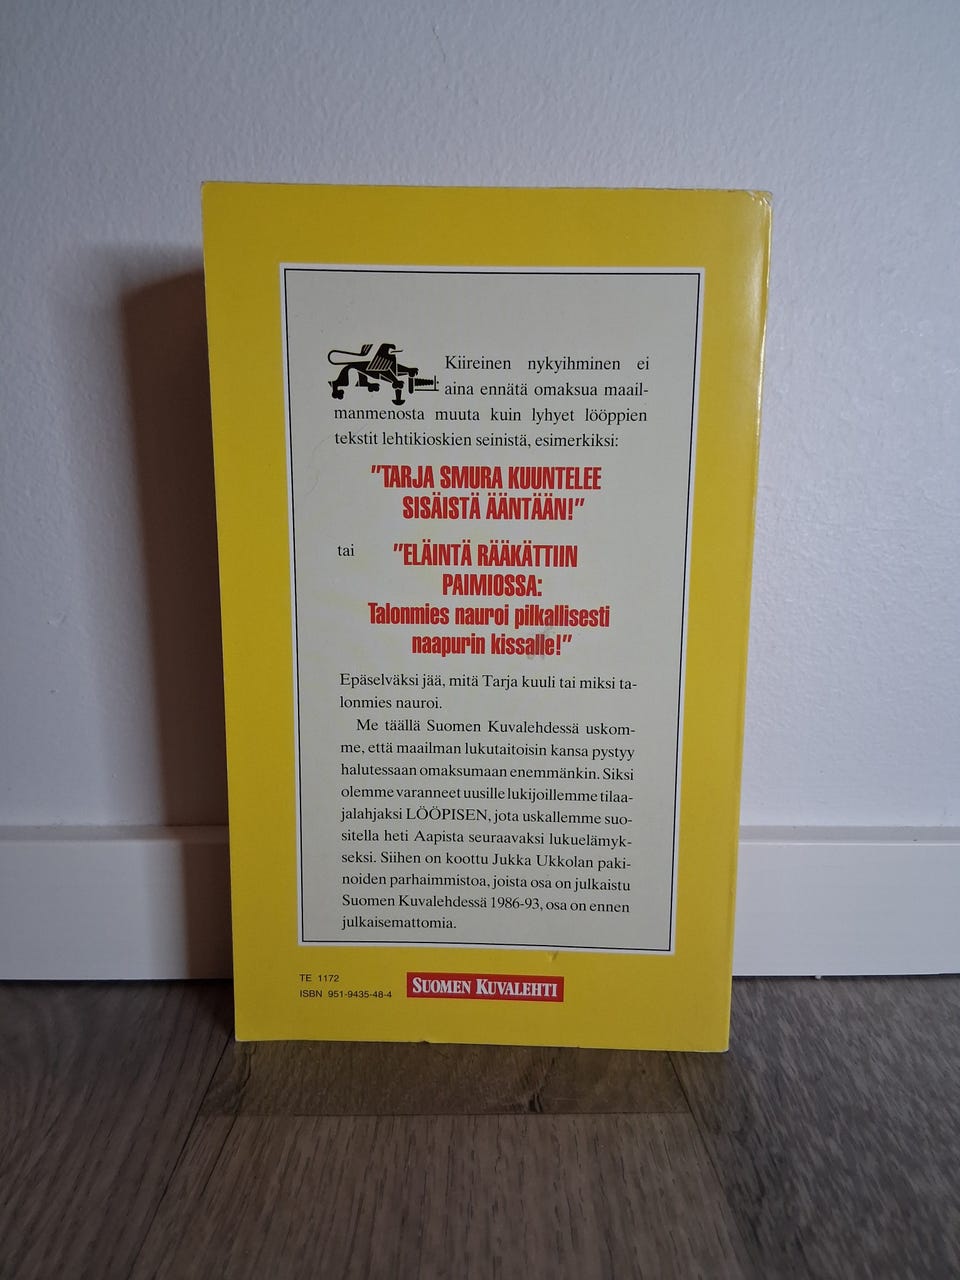 Kiireinen nykyihminen ei
aina ennätä omaksua maail-
manmenosta muuta kuin lyhyet lööppien
tekstit lehtikioskien seinistä, esimerkiksi:
"TARJA SMURA KUUNTELEE
SISÄISTÄ ÄÄNTÄÄN!"
tai "ELÄINTÄ RÄÄKÄTTIIN
PAIMIOSSA:
Talonmies nauroi pilkallisesti
naapurin kissalle!"
Epäselväksi jää, mitä Tarja kuuli tai miksi ta-
lonmies nauroi.
Me täällä Suomen Kuvalehdessä uskom-
me, että maailman lukutaitoisin kansa pystyy
halutessaan omaksumaan enemmänkin. Siksi
olemme varanneet uusille lukijoillemme tilaa-
jalahjaksi LÖÖPISEN, jota uskallemme suo-
sitella heti Aapista seuraavaksi lukuelämyk-
seksi. Siihen on koottu Jukka Ukkolan paki-
noiden parhaimmistoa, joista osa on julkaistu
Suomen Kuvalehdessä 1986-93, osa on ennen
julkaisemattomia.
TE 1172
ISBN 951-9435-48-4
SUOMEN KUVALEHTI